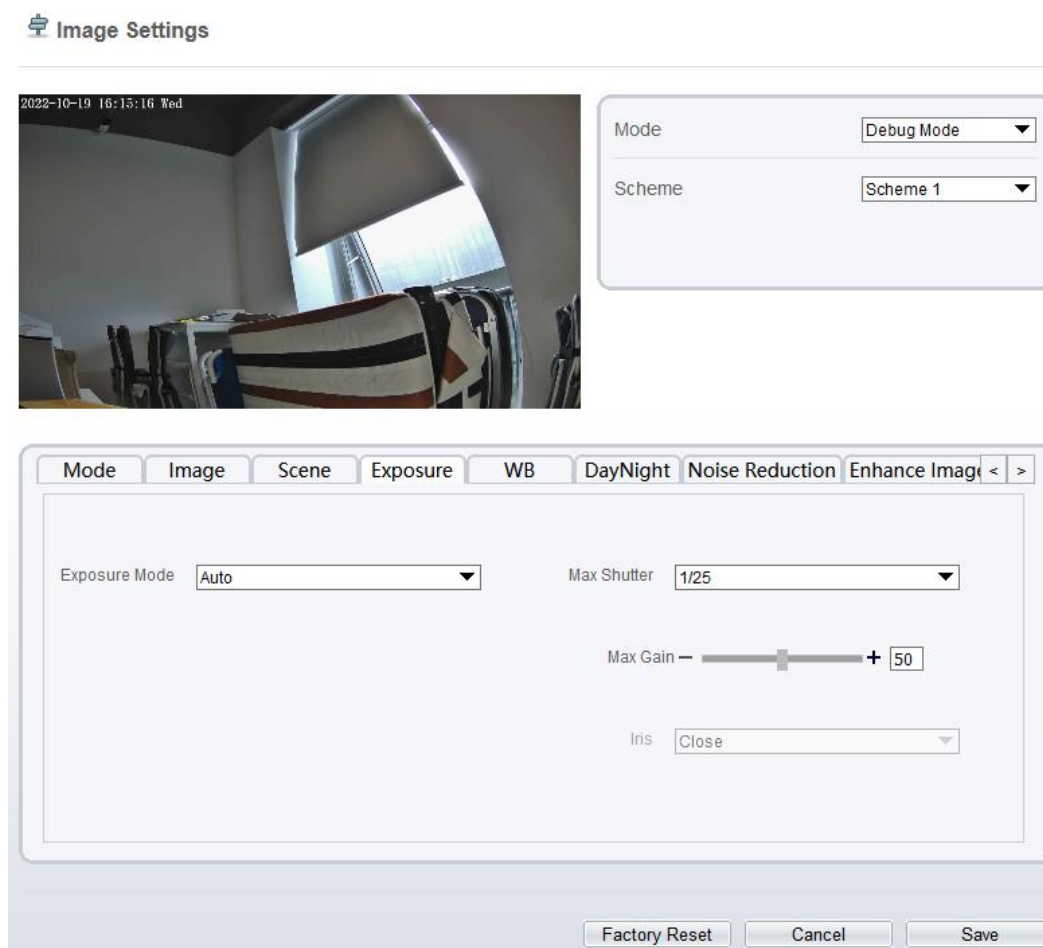 Image Settings
2022-10-19 16:15:16 Wed
Mode Debug Mode
Scheme Scheme 1
Mode Image Scene Exposure WB DayNight Noise Reduction Enhance Image < >
Exposure Mode Auto Max Shutter 1/25
Max Gain − + 50
Iris Close
Factory Reset Cancel Save